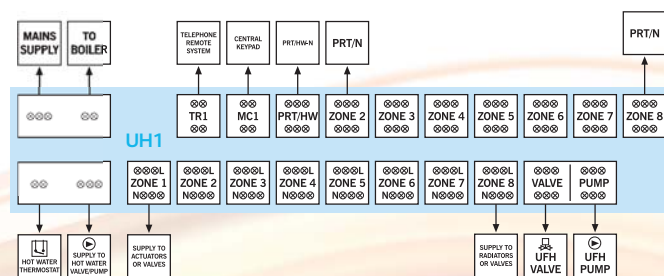 MAINS
SUPPLY
TO
BOILER
TELEPHONE
REMOTE
SYSTEM
CENTRAL
KEYPAD
PRT/HW-N
PRT/N
PRT/N
TR1
MC1
PRT/HW
ZONE 2
ZONE 3
ZONE 4
ZONE 5
ZONE 6
ZONE 7
ZONE 8
UH1
L
ZONE 1
N
L
ZONE 2
N
L
ZONE 3
N
L
ZONE 4
N
L
ZONE 5
N
L
ZONE 6
N
L
ZONE 7
N
L
ZONE 8
N
VALVE
PUMP
HOT WATER
THERMOSTAT
SUPPLY TO
HOT WATER
VALVE/PUMP
SUPPLY TO
ACTUATORS
OR VALVES
SUPPLY TO
RADIATORS
OR VALVES
UFH
VALVE
UFH
PUMP